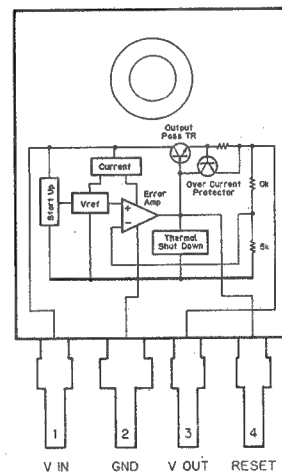 Output
Pass TR
Current
Over Current
Protector
0k
Start Up
Vref
Error
Amp
+
−
Thermal
Shut Down
5k
1
2
3
4
V IN
GND
V OUT
RESET